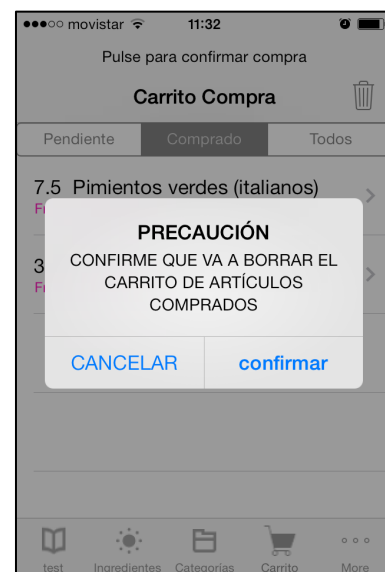 movistar 11:32
Pulse para confirmar compra
Carrito Compra
Pendiente Comprado Todos
7.5 Pimientos verdes (italianos)
PRECAUCIÓN
3
CONFIRME QUE VA A BORRAR EL
CARRITO DE ARTÍCULOS
COMPRADOS
CANCELAR confirmar
test Ingredientes Categorías Carrito More